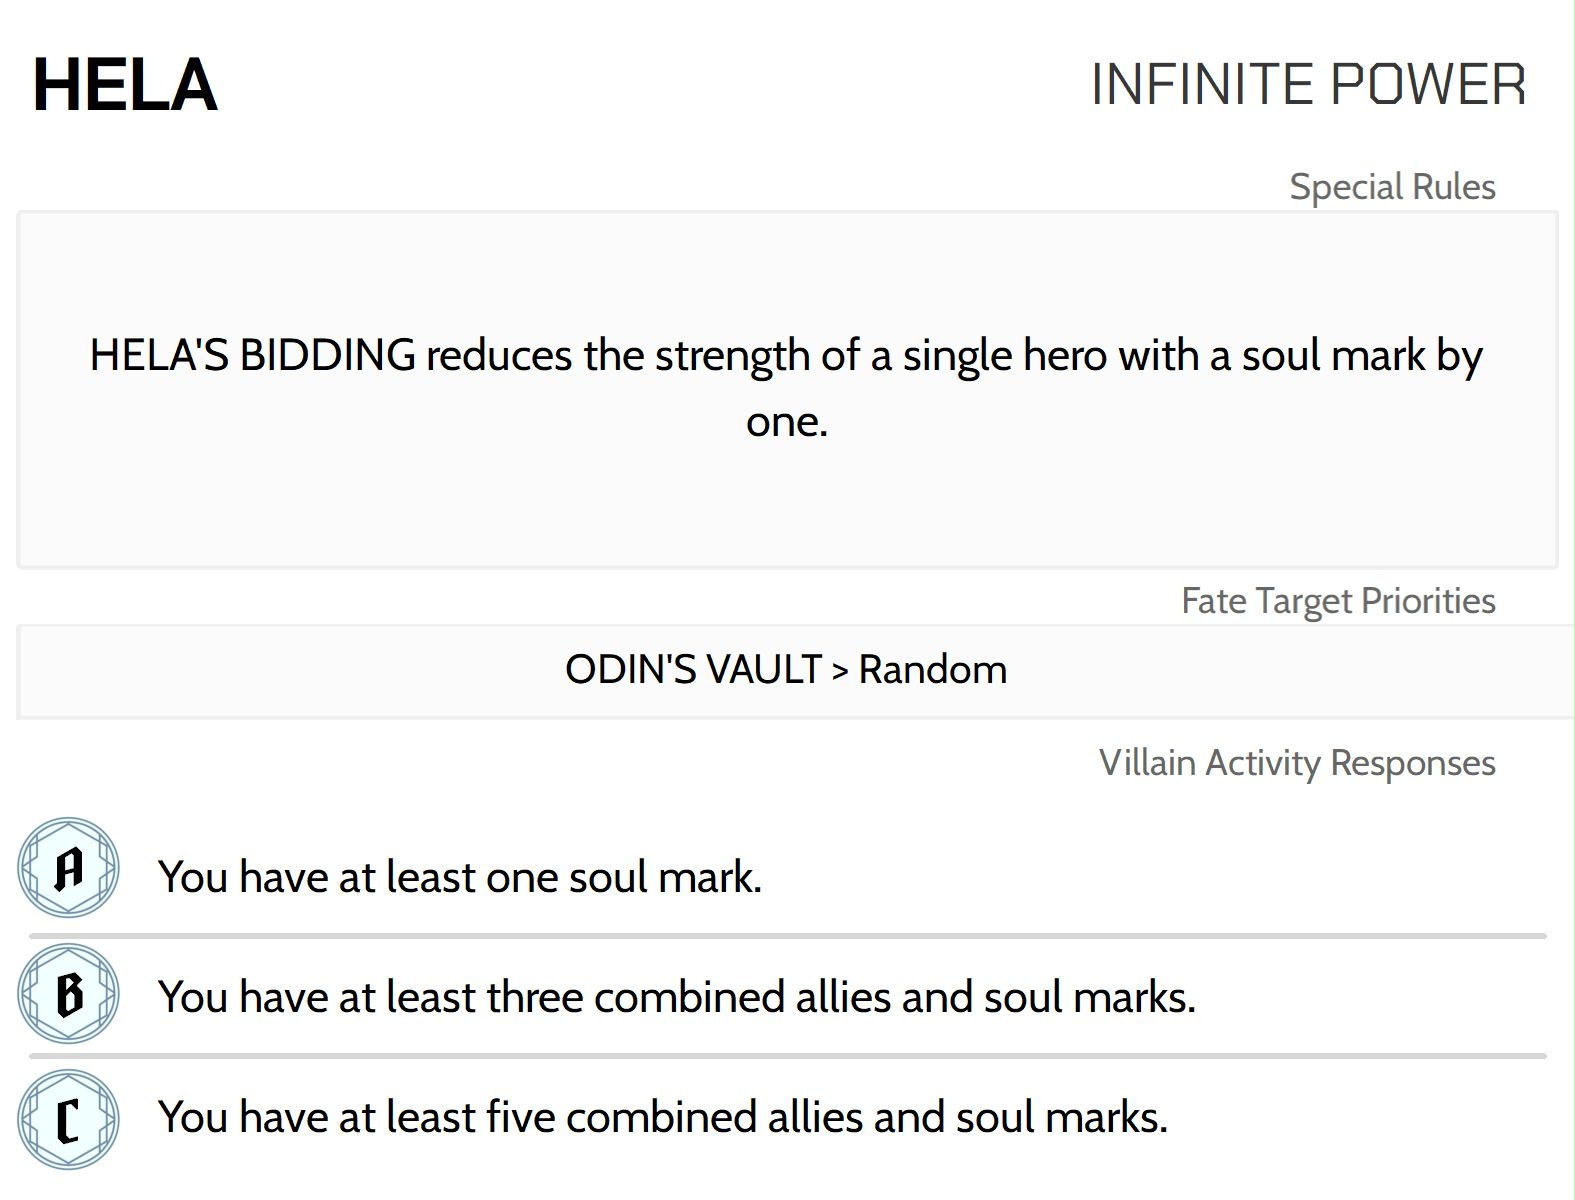 HELA
INFINITE POWER
Special Rules
HELA'S BIDDING reduces the strength of a single hero with a soul mark by
one.
Fate Target Priorities
ODIN'S VAULT > Random
Villain Activity Responses
A You have at least one soul mark.
B You have at least three combined allies and soul marks.
C You have at least five combined allies and soul marks.